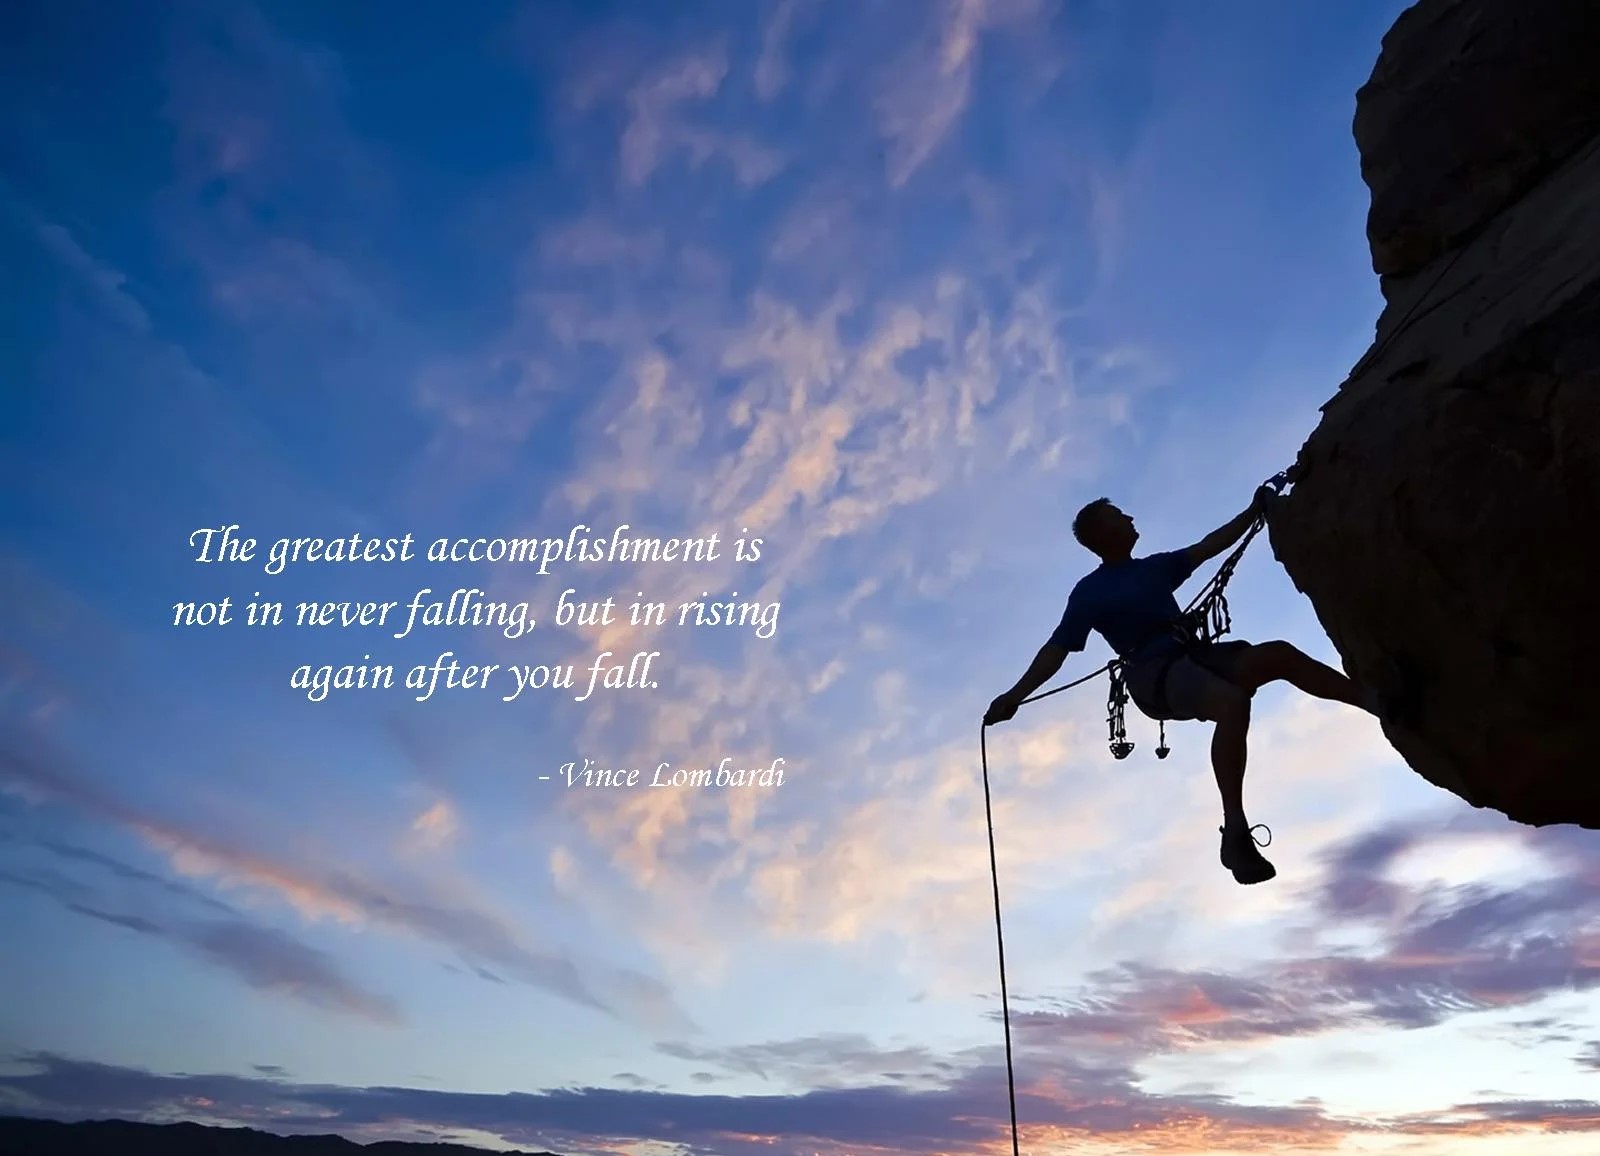 The greatest accomplishment is
not in never falling, but in rising
again after you fall.
- Vince Lombardi